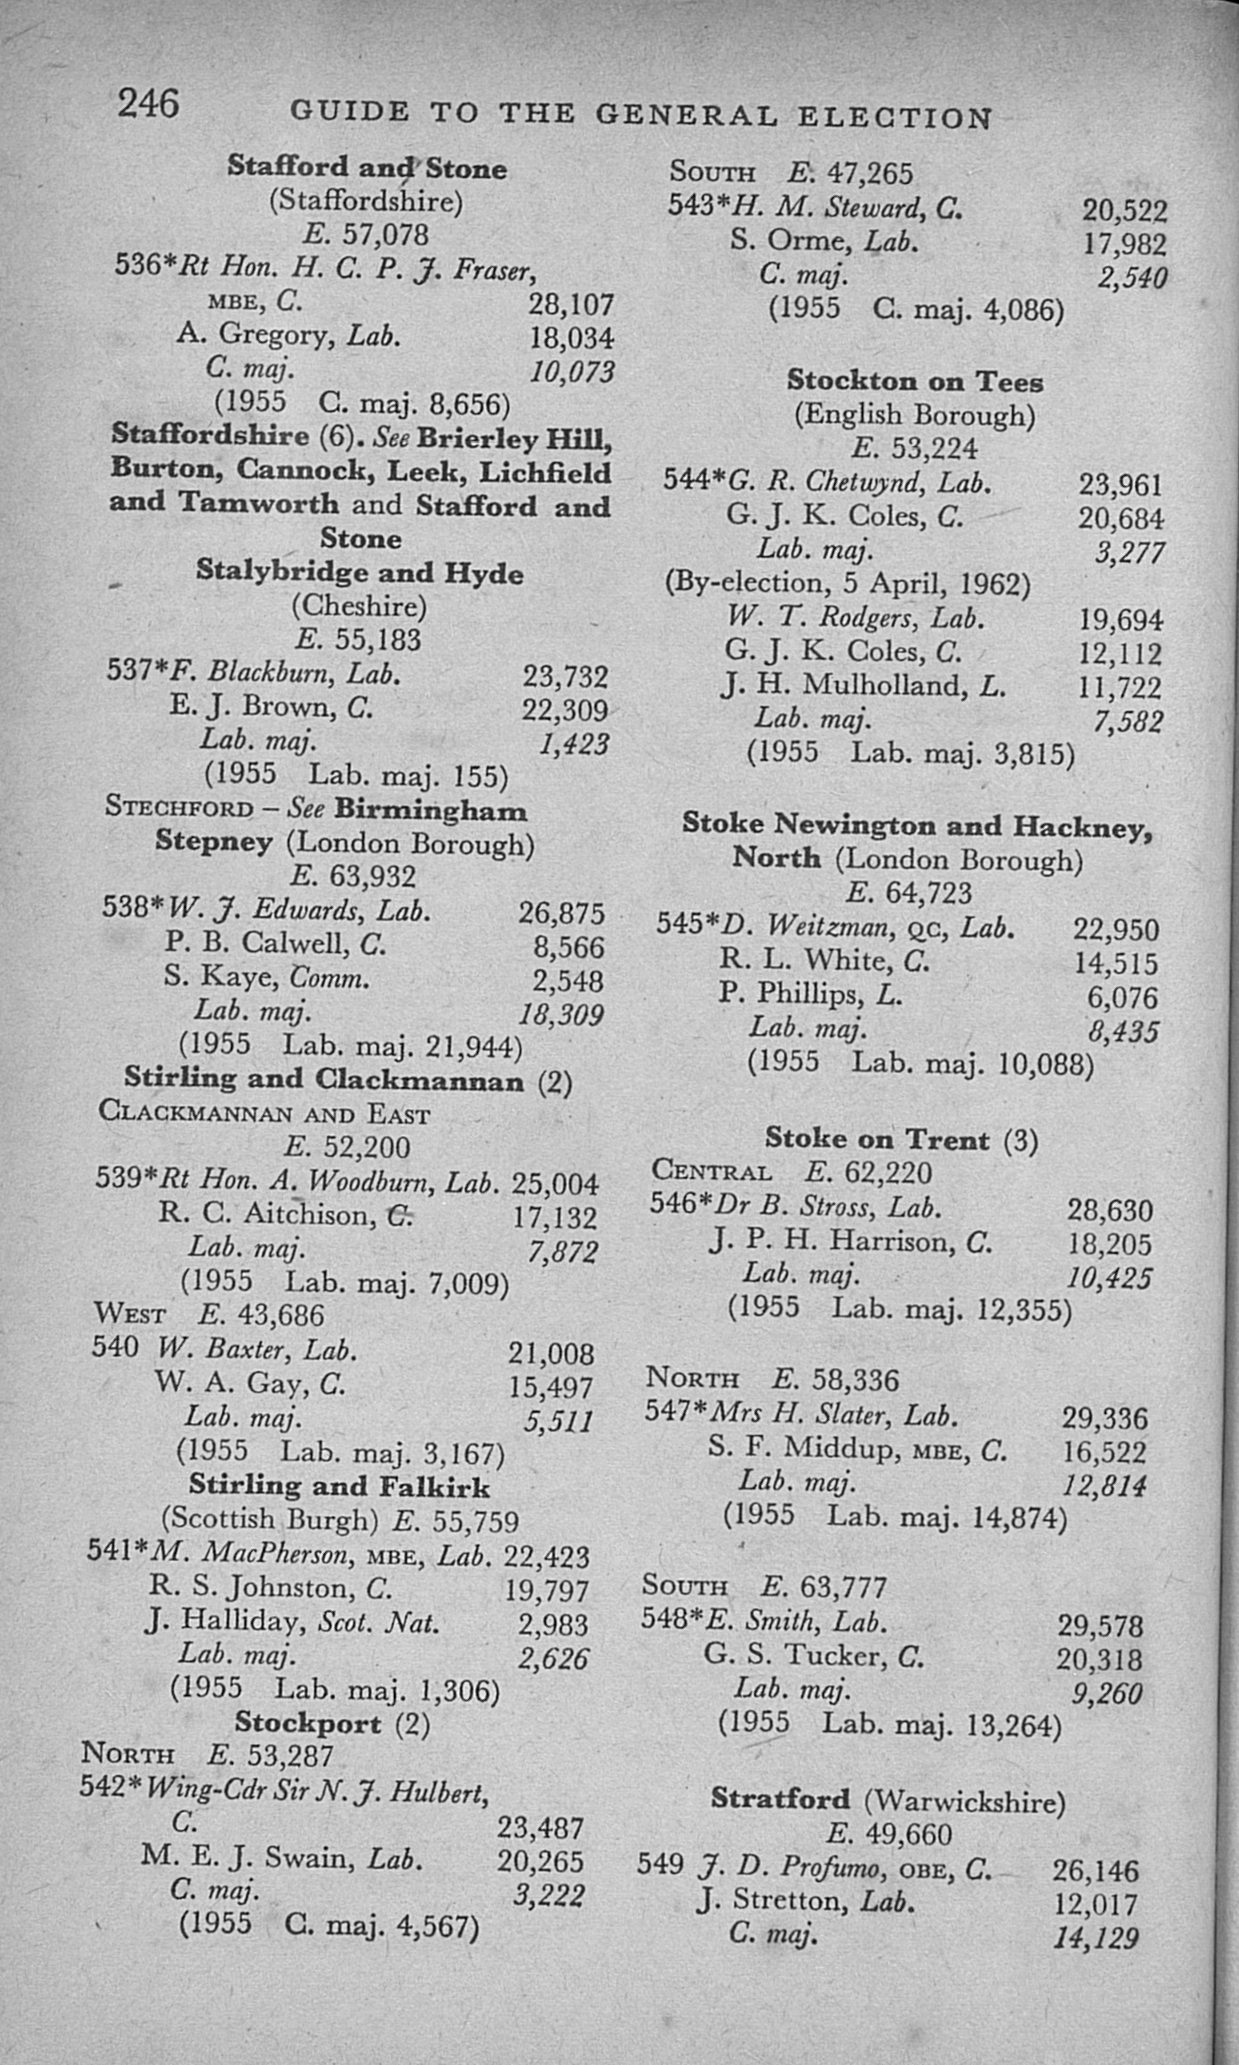 246 GUIDE TO THE GENERAL ELECTION
Stafford and Stone
(Staffordshire)
E. 57,078
536*Rt Hon. H. C. P. J. Fraser,
MBE, C. 28,107
A. Gregory, Lab. 18,034
C. maj. 10,073
(1955 C. maj. 8,656)
Staffordshire (6). See Brierley Hill,
Burton, Cannock, Leek, Lichfield
and Tamworth and Stafford and
Stone
Stalybridge and Hyde
(Cheshire)
E. 55,183
537*F. Blackburn, Lab. 23,732
E. J. Brown, C. 22,309
Lab. maj. 1,423
(1955 Lab. maj. 155)
STECHFORD – See Birmingham
Stepney (London Borough)
E. 63,932
538*W. J. Edwards, Lab. 26,875
P. B. Calwell, C. 8,566
S. Kaye, Comm. 2,548
Lab. maj. 18,309
(1955 Lab. maj. 21,944)
Stirling and Clackmannan (2)
CLACKMANNAN AND EAST
E. 52,200
539*Rt Hon. A. Woodburn, Lab. 25,004
R. C. Aitchison, C. 17,132
Lab. maj. 7,872
(1955 Lab. maj. 7,009)
WEST E. 43,686
540 W. Baxter, Lab. 21,008
W. A. Gay, C. 15,497
Lab. maj. 5,511
(1955 Lab. maj. 3,167)
Stirling and Falkirk
(Scottish Burgh) E. 55,759
541*M. MacPherson, MBE, Lab. 22,423
R. S. Johnston, C. 19,797
J. Halliday, Scot. Nat. 2,983
Lab. maj. 2,626
(1955 Lab. maj. 1,306)
Stockport (2)
NORTH E. 53,287
542*Wing-Cdr Sir N. J. Hulbert,
C. 23,487
M. E. J. Swain, Lab. 20,265
C. maj. 3,222
(1955 C. maj. 4,567)
SOUTH E. 47,265
543*H. M. Steward, C. 20,522
S. Orme, Lab. 17,982
C. maj. 2,540
(1955 C. maj. 4,086)
Stockton on Tees
(English Borough)
E. 53,224
544*G. R. Chetwynd, Lab. 23,961
G. J. K. Coles, C. 20,684
Lab. maj. 3,277
(By-election, 5 April, 1962)
W. T. Rodgers, Lab. 19,694
G. J. K. Coles, C. 12,112
J. H. Mulholland, L. 11,722
Lab. maj. 7,582
(1955 Lab. maj. 3,815)
Stoke Newington and Hackney,
North (London Borough)
E. 64,723
545*D. Weitzman, QC, Lab. 22,950
R. L. White, C. 14,515
P. Phillips, L. 6,076
Lab. maj. 8,435
(1955 Lab. maj. 10,088)
Stoke on Trent (3)
CENTRAL E. 62,220
546*Dr B. Stross, Lab. 28,630
J. P. H. Harrison, C. 18,205
Lab. maj. 10,425
(1955 Lab. maj. 12,355)
NORTH E. 58,336
547*Mrs H. Slater, Lab. 29,336
S. F. Middup, MBE, C. 16,522
Lab. maj. 12,814
(1955 Lab. maj. 14,874)
SOUTH E. 63,777
548*E. Smith, Lab. 29,578
G. S. Tucker, C. 20,318
Lab. maj. 9,260
(1955 Lab. maj. 13,264)
Stratford (Warwickshire)
E. 49,660
549 J. D. Profumo, OBE, C. 26,146
J. Stretton, Lab. 12,017
C. maj. 14,129